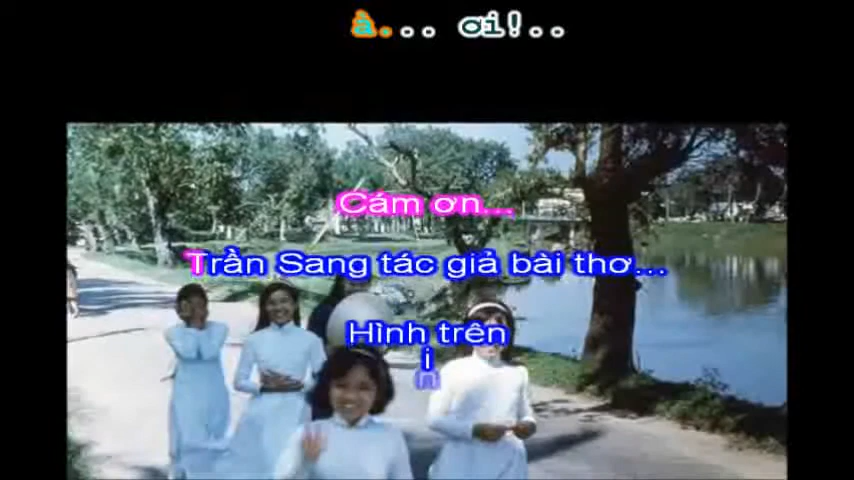 à... ơi!..
Cám ơn...
Trần Sang tác giả bài thơ...
Hình trên
i